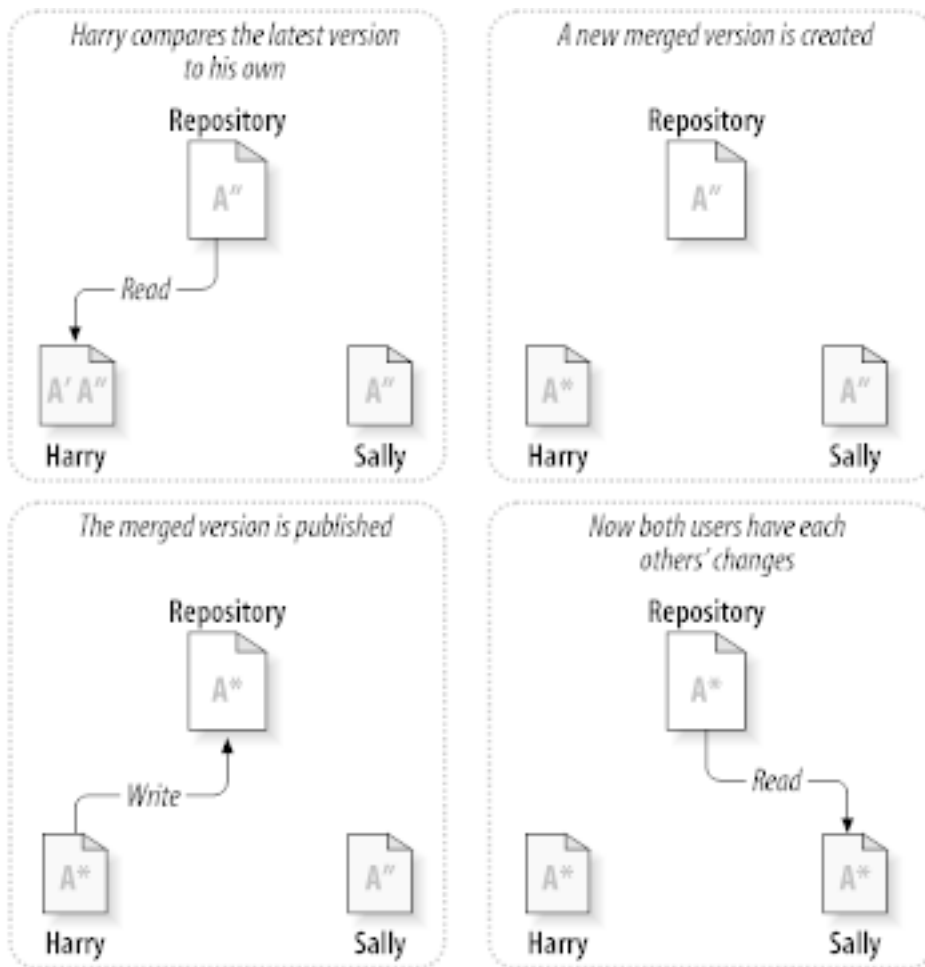 Harry compares the latest version
to his own
Repository
A″
Read
A′ A″
A″
Harry
Sally
A new merged version is created
Repository
A″
A*
A″
Harry
Sally
The merged version is published
Repository
A*
Write
A*
A″
Harry
Sally
Now both users have each
others’ changes
Repository
A*
Read
A*
A*
Harry
Sally